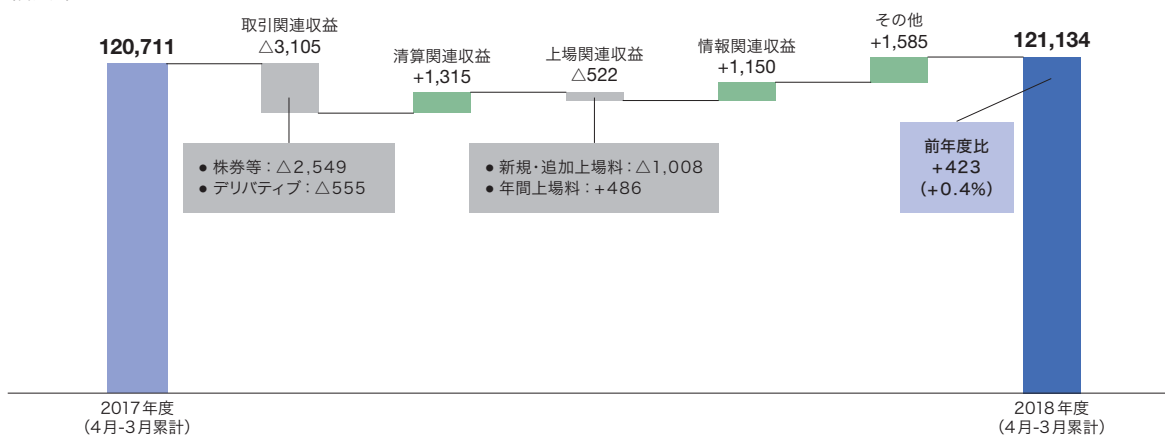 120,711
取引関連収益
△3,105
清算関連収益
+1,315
上場関連収益
△522
情報関連収益
+1,150
その他
+1,585
121,134
● 株券等：△2,549
● デリバティブ：△555
● 新規・追加上場料：△1,008
● 年間上場料：+486
前年度比
+423
(+0.4%)
2017年度
(4月-3月累計)
2018年度
(4月-3月累計)